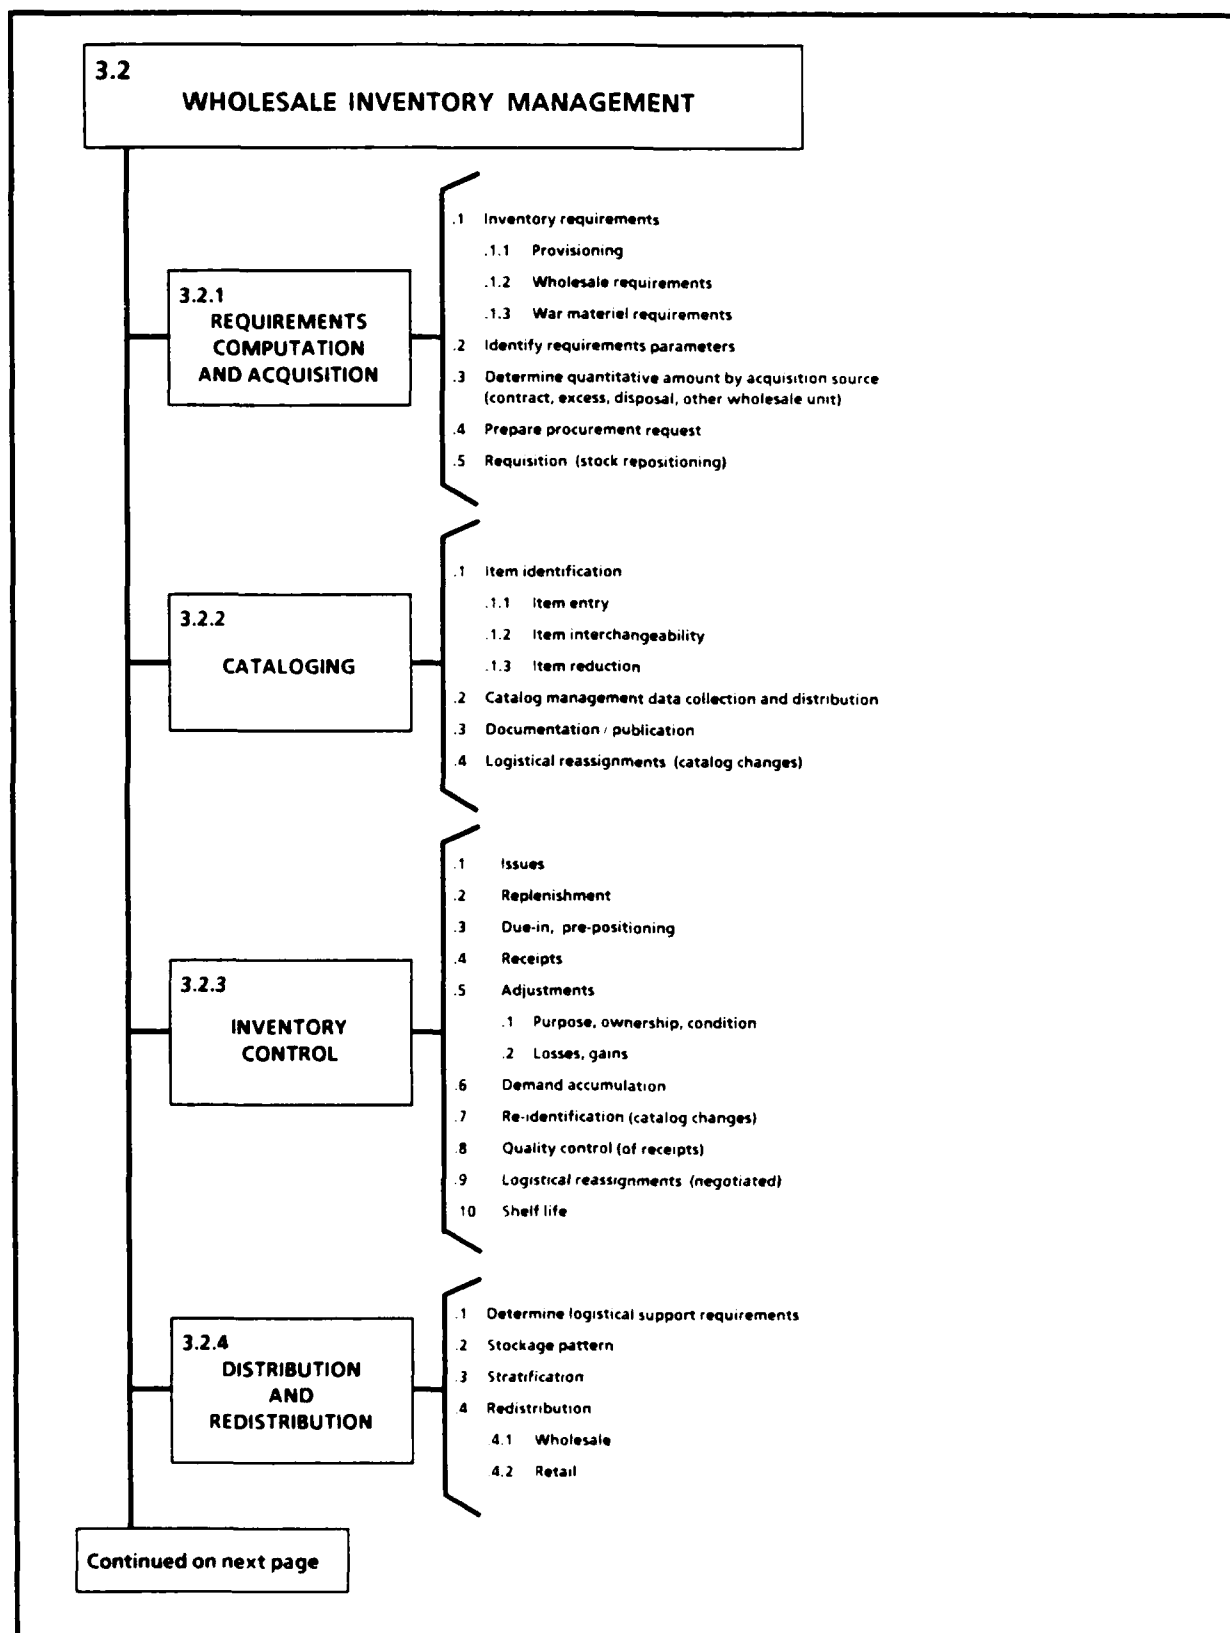 3.2
WHOLESALE INVENTORY MANAGEMENT
3.2.1
REQUIREMENTS
COMPUTATION
AND ACQUISITION
.1 Inventory requirements
.1.1 Provisioning
.1.2 Wholesale requirements
.1.3 War materiel requirements
.2 Identify requirements parameters
.3 Determine quantitative amount by acquisition source
(contract, excess, disposal, other wholesale unit)
.4 Prepare procurement request
.5 Requisition (stock repositioning)
3.2.2
CATALOGING
.1 Item identification
.1.1 Item entry
.1.2 Item interchangeability
.1.3 Item reduction
.2 Catalog management data collection and distribution
.3 Documentation / publication
.4 Logistical reassignments (catalog changes)
3.2.3
INVENTORY
CONTROL
.1 Issues
.2 Replenishment
.3 Due-in, pre-positioning
.4 Receipts
.5 Adjustments
.1 Purpose, ownership, condition
.2 Losses, gains
.6 Demand accumulation
.7 Re-identification (catalog changes)
.8 Quality control (of receipts)
.9 Logistical reassignments (negotiated)
10 Shelf life
3.2.4
DISTRIBUTION
AND
REDISTRIBUTION
.1 Determine logistical support requirements
.2 Stockage pattern
.3 Stratification
.4 Redistribution
.4.1 Wholesale
.4.2 Retail
Continued on next page